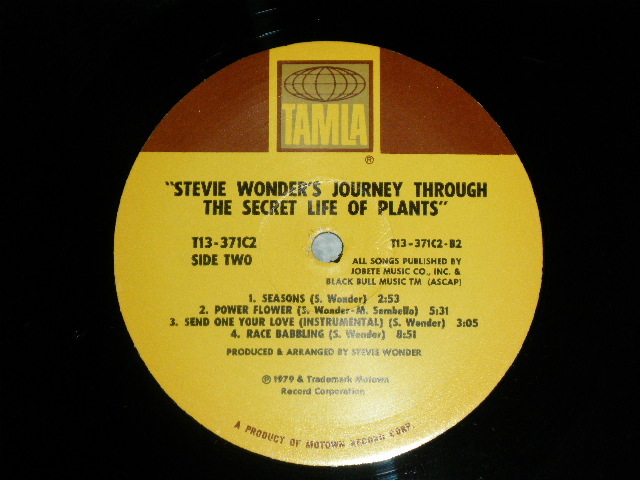 TAMLA
®
"STEVIE WONDER'S JOURNEY THROUGH
THE SECRET LIFE OF PLANTS"
T13-371C2
T13-371C2-B2
SIDE TWO
ALL SONGS PUBLISHED BY
JOBETE MUSIC CO., INC. &
BLACK BULL MUSIC TM (ASCAP)
1. SEASONS (S. Wonder) 2:53
2. POWER FLOWER (S. Wonder-M. Sembello) 5:31
3. SEND ONE YOUR LOVE (INSTRUMENTAL) (S. Wonder) 3:05
4. RACE BABBLING (S. Wonder) 8:51
PRODUCED & ARRANGED BY STEVIE WONDER
℗ 1979 & Trademark Motown
Record Corporation
A PRODUCT OF MOTOWN RECORD CORP.